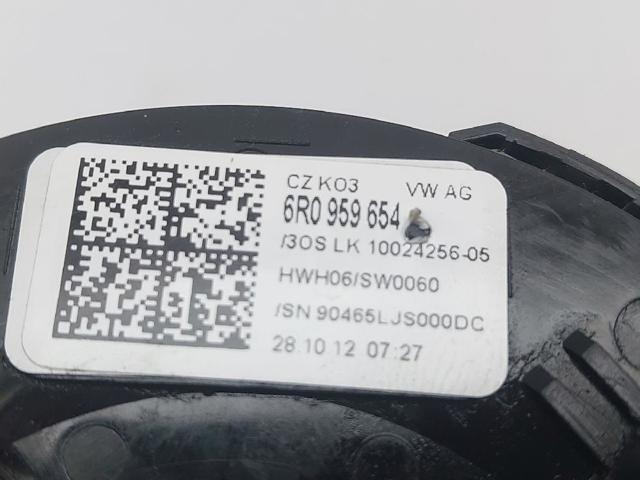 CZ K03 VW AG
6R0 959 654
/3OS LK 10024256-05
HWH06/SW0060
/SN 90465LJS000DC
28.10.12 07:27